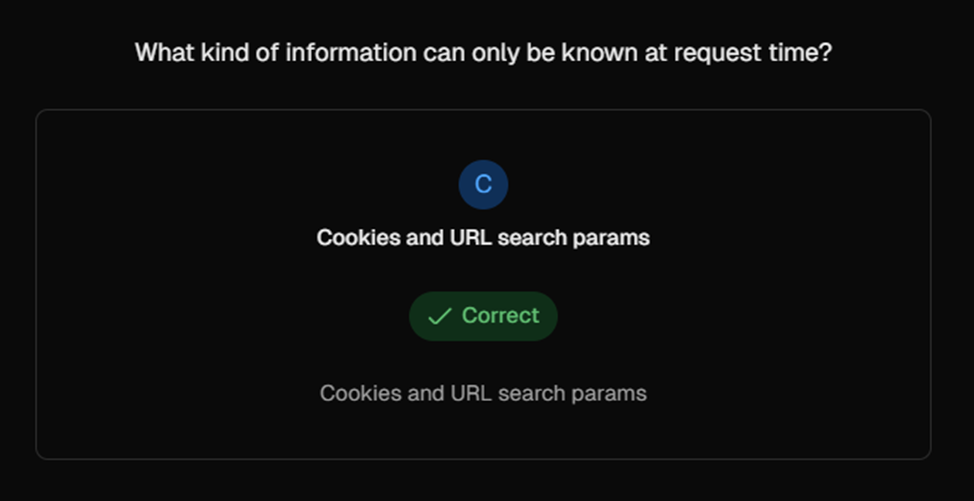 What kind of information can only be known at request time?
C
Cookies and URL search params
Correct
Cookies and URL search params